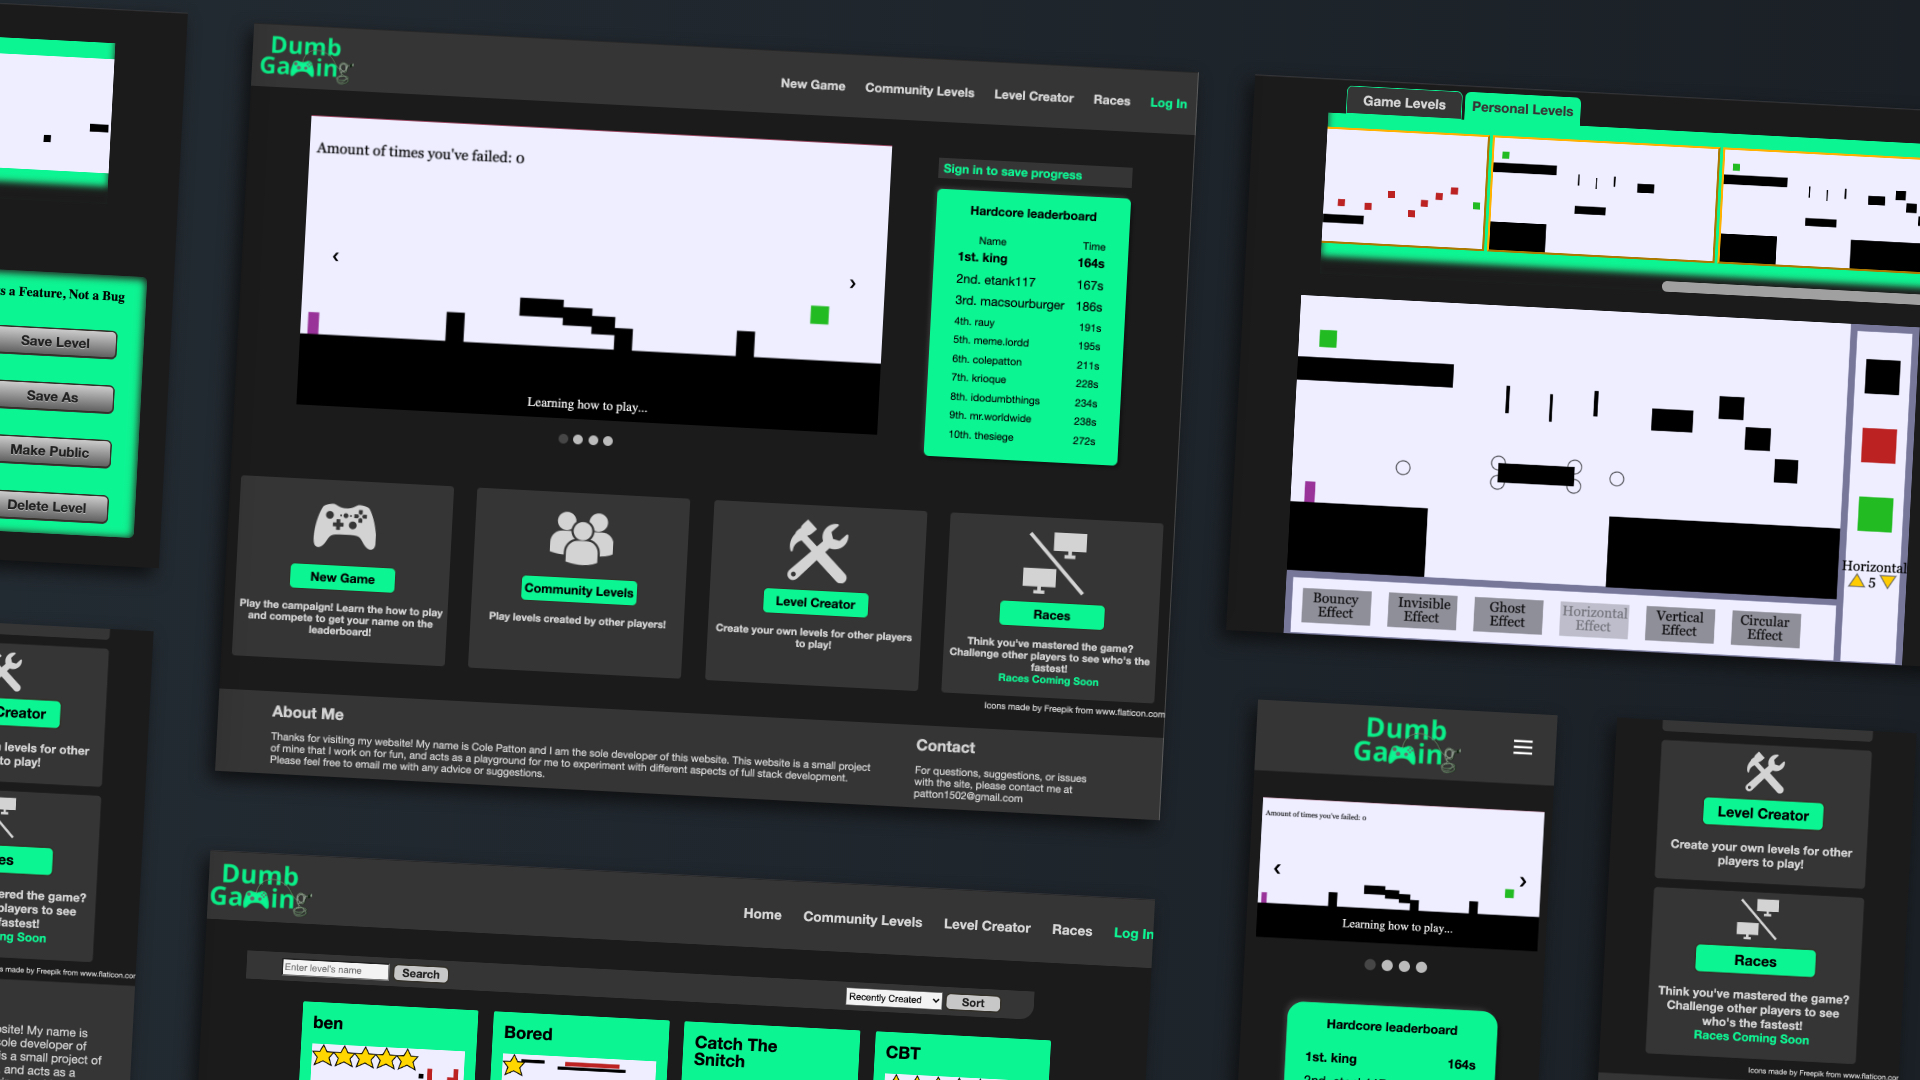 s a Feature, Not a Bug
Save Level
Save As
Make Public
Delete Level
Creator
levels for other
to play!
es
ered the game?
players to see
fastest!
ng Soon
s made by Freepik from www.flaticon.cor
osite! My name is
sole developer of
is a small project of
and acts as a
Dumb
Gaming
New Game
Community Levels
Level Creator
Races
Log In
Amount of times you've failed: 0
‹
›
Learning how to play...
Sign in to save progress
Hardcore leaderboard
Name Time
1st. king 164s
2nd. etank117 167s
3rd. macsourburger 186s
4th. rauy 191s
5th. meme.lordd 195s
6th. colepatton 211s
7th. krioque 228s
8th. idodumbthings 234s
9th. mr.worldwide 238s
10th. thesiege 272s
New Game
Play the campaign! Learn the how to play
and compete to get your name on the
leaderboard!
Community Levels
Play levels created by other players!
Level Creator
Create your own levels for other players
to play!
Races
Think you've mastered the game?
Challenge other players to see who's the
fastest!
Races Coming Soon
Icons made by Freepik from www.flaticon.com
About Me
Thanks for visiting my website! My name is Cole Patton and I am the sole developer of this website. This website is a small project
of mine that I work on for fun, and acts as a playground for me to experiment with different aspects of full stack development.
Please feel free to email me with any advice or suggestions.
Contact
For questions, suggestions, or issues
with the site, please contact me at
patton1502@gmail.com
Game Levels
Personal Levels
Horizontal
5
Bouncy
Effect
Invisible
Effect
Ghost
Effect
Horizontal
Effect
Vertical
Effect
Circular
Effect
Dumb
Gaming
Home
Community Levels
Level Creator
Races
Log In
Enter level's name
Search
Recently Created
Sort
ben
Bored
Catch The
Snitch
CBT
Dumb
Gaming
Amount of times you've failed: 0
‹
›
Learning how to play...
Hardcore leaderboard
1st. king 164s
Level Creator
Create your own levels for other
players to play!
Races
Think you've mastered the game?
Challenge other players to see
who's the fastest!
Races Coming Soon
Icons made by Freepik from www.flaticon.cor